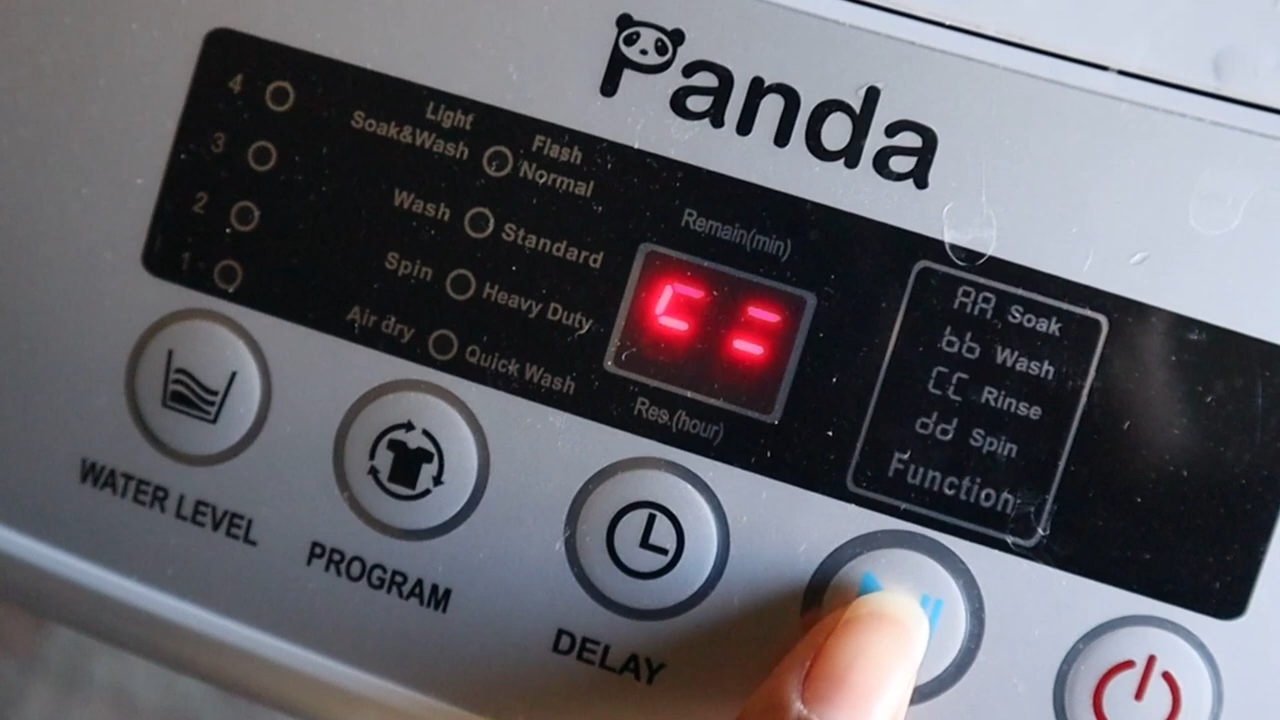 Panda
4
3
2
1
Light
Soak&Wash
Flash
Normal
Wash
Standard
Spin
Heavy Duty
Air dry
Quick Wash
Remain(min)
Res.(hour)
AA Soak
bb Wash
CC Rinse
dd Spin
Function
WATER LEVEL
PROGRAM
DELAY